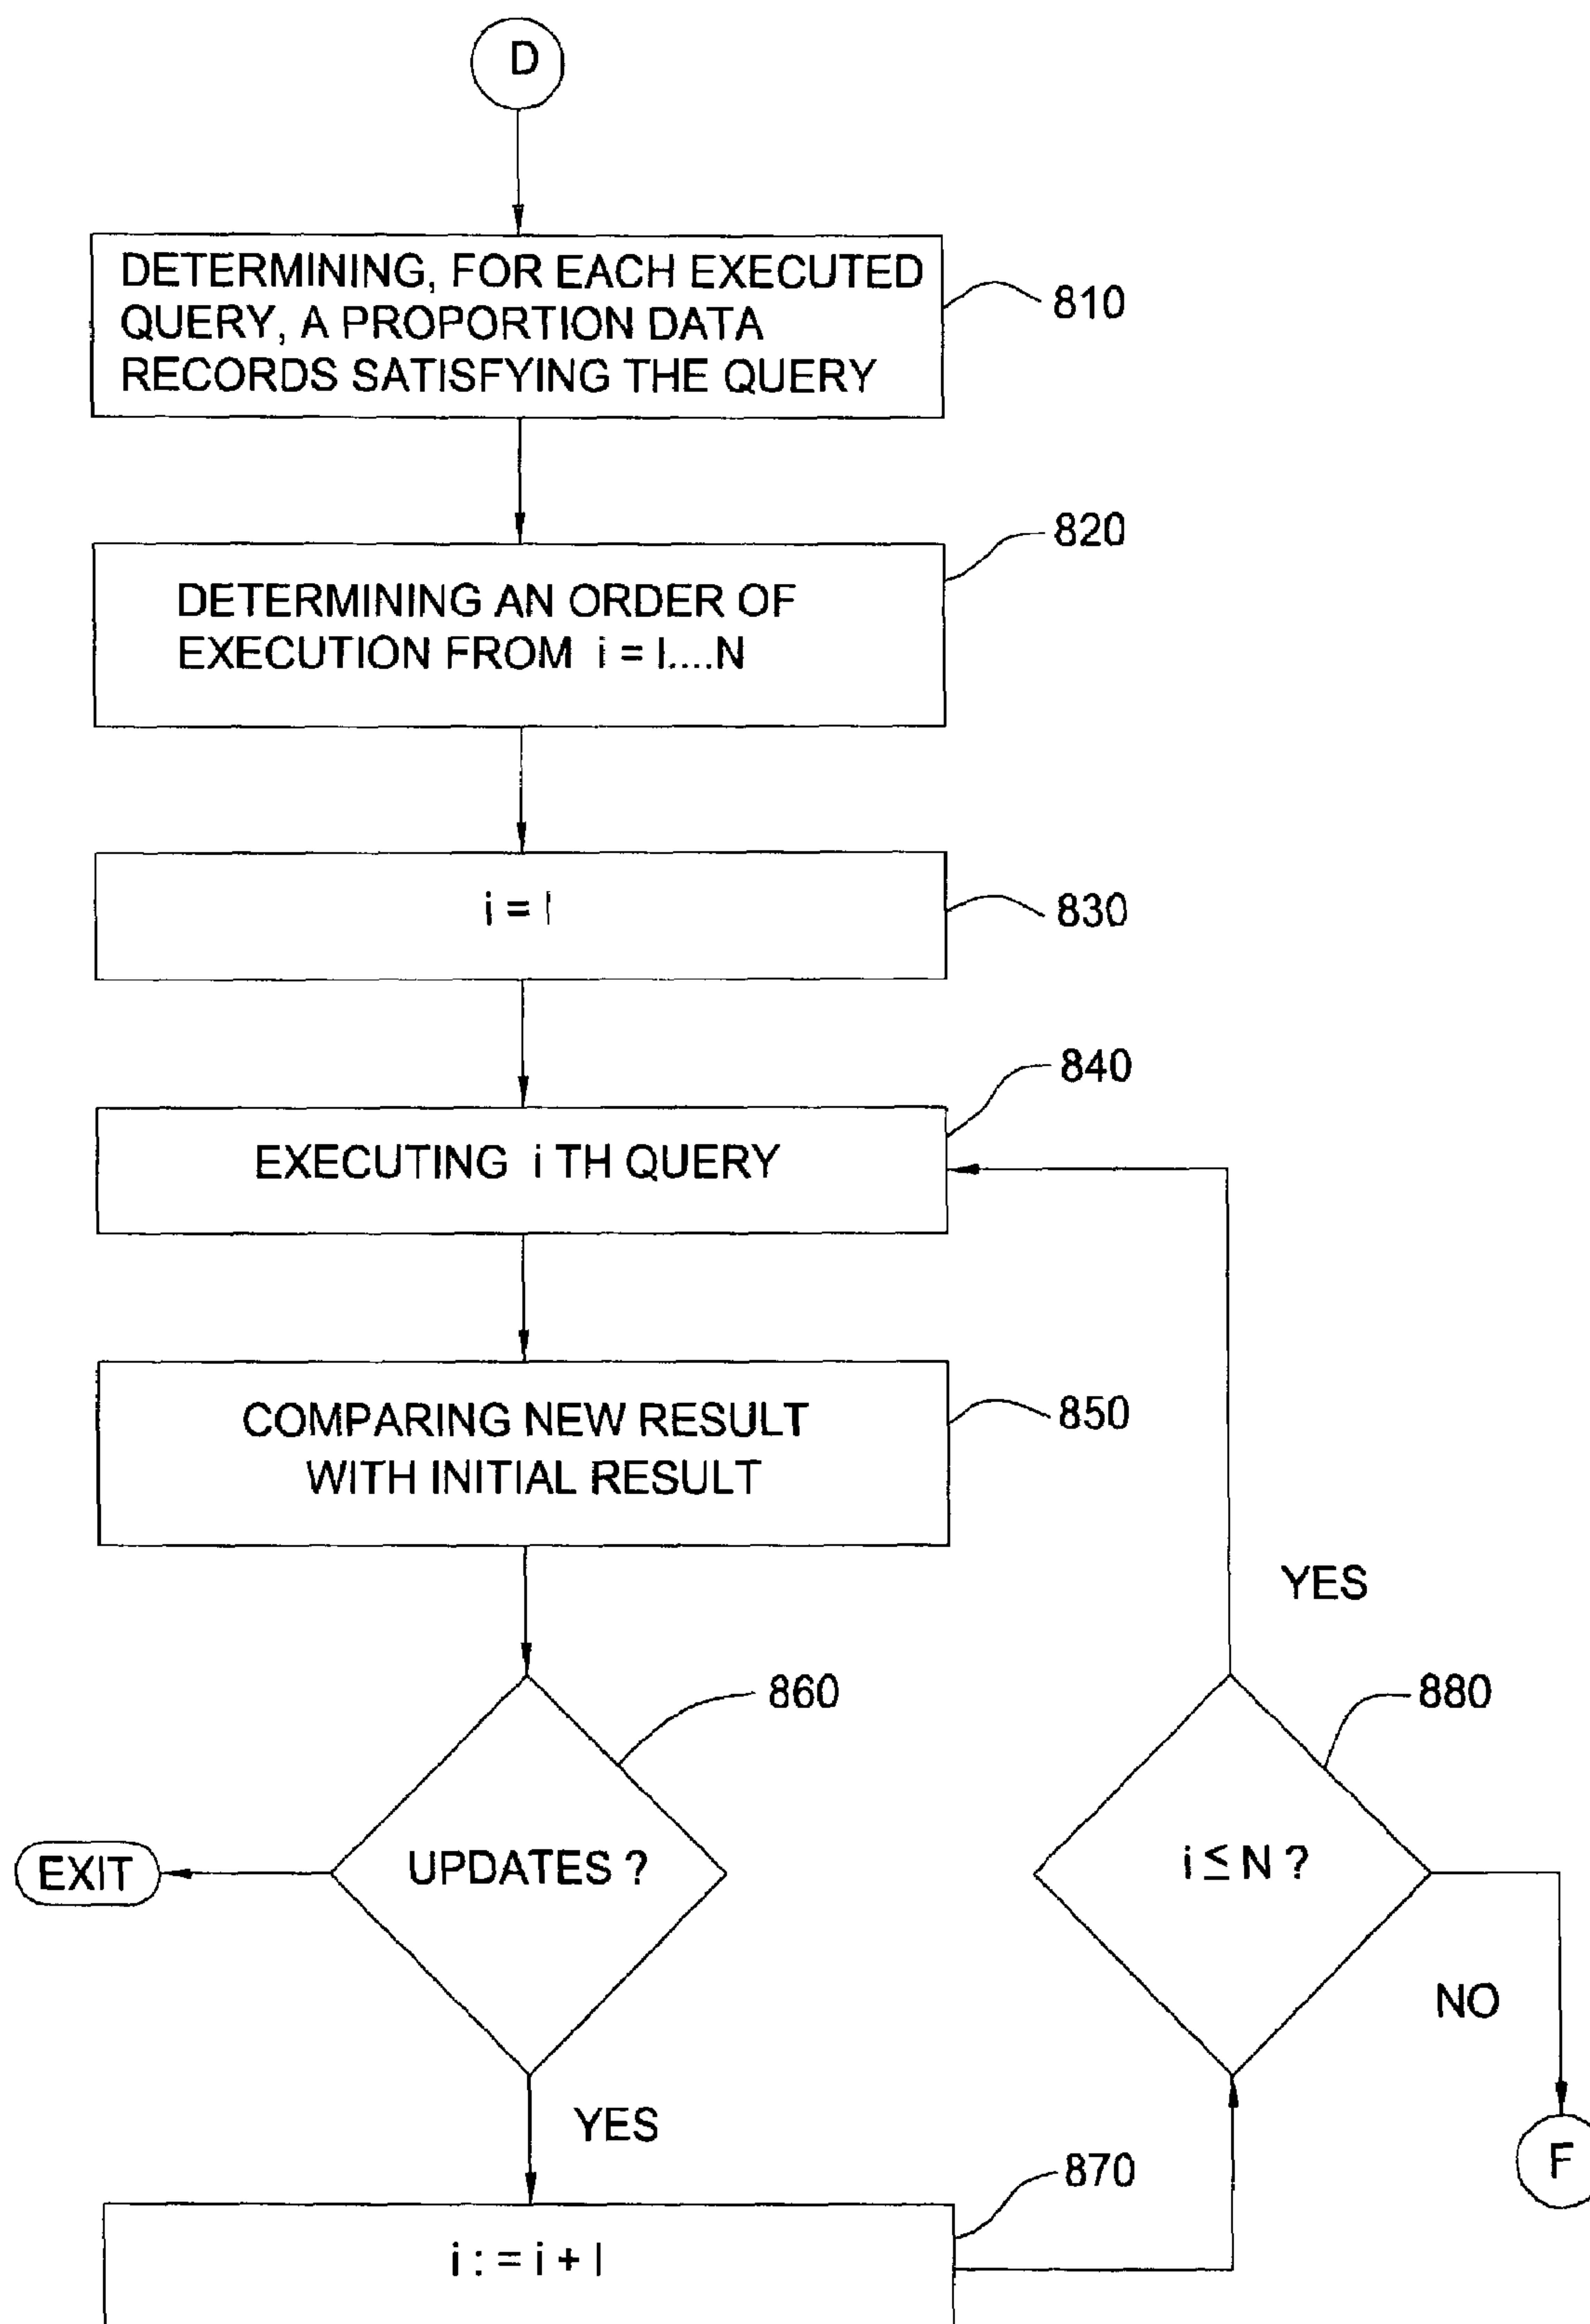 D
DETERMINING, FOR EACH EXECUTED
QUERY, A PROPORTION DATA
RECORDS SATISFYING THE QUERY
810
820
DETERMINING AN ORDER OF
EXECUTION FROM i = I....N
i = I
830
840
EXECUTING i TH QUERY
COMPARING NEW RESULT
WITH INITIAL RESULT
850
YES
860
880
EXIT
UPDATES ?
i ≤ N ?
NO
YES
F
870
i : = i + I